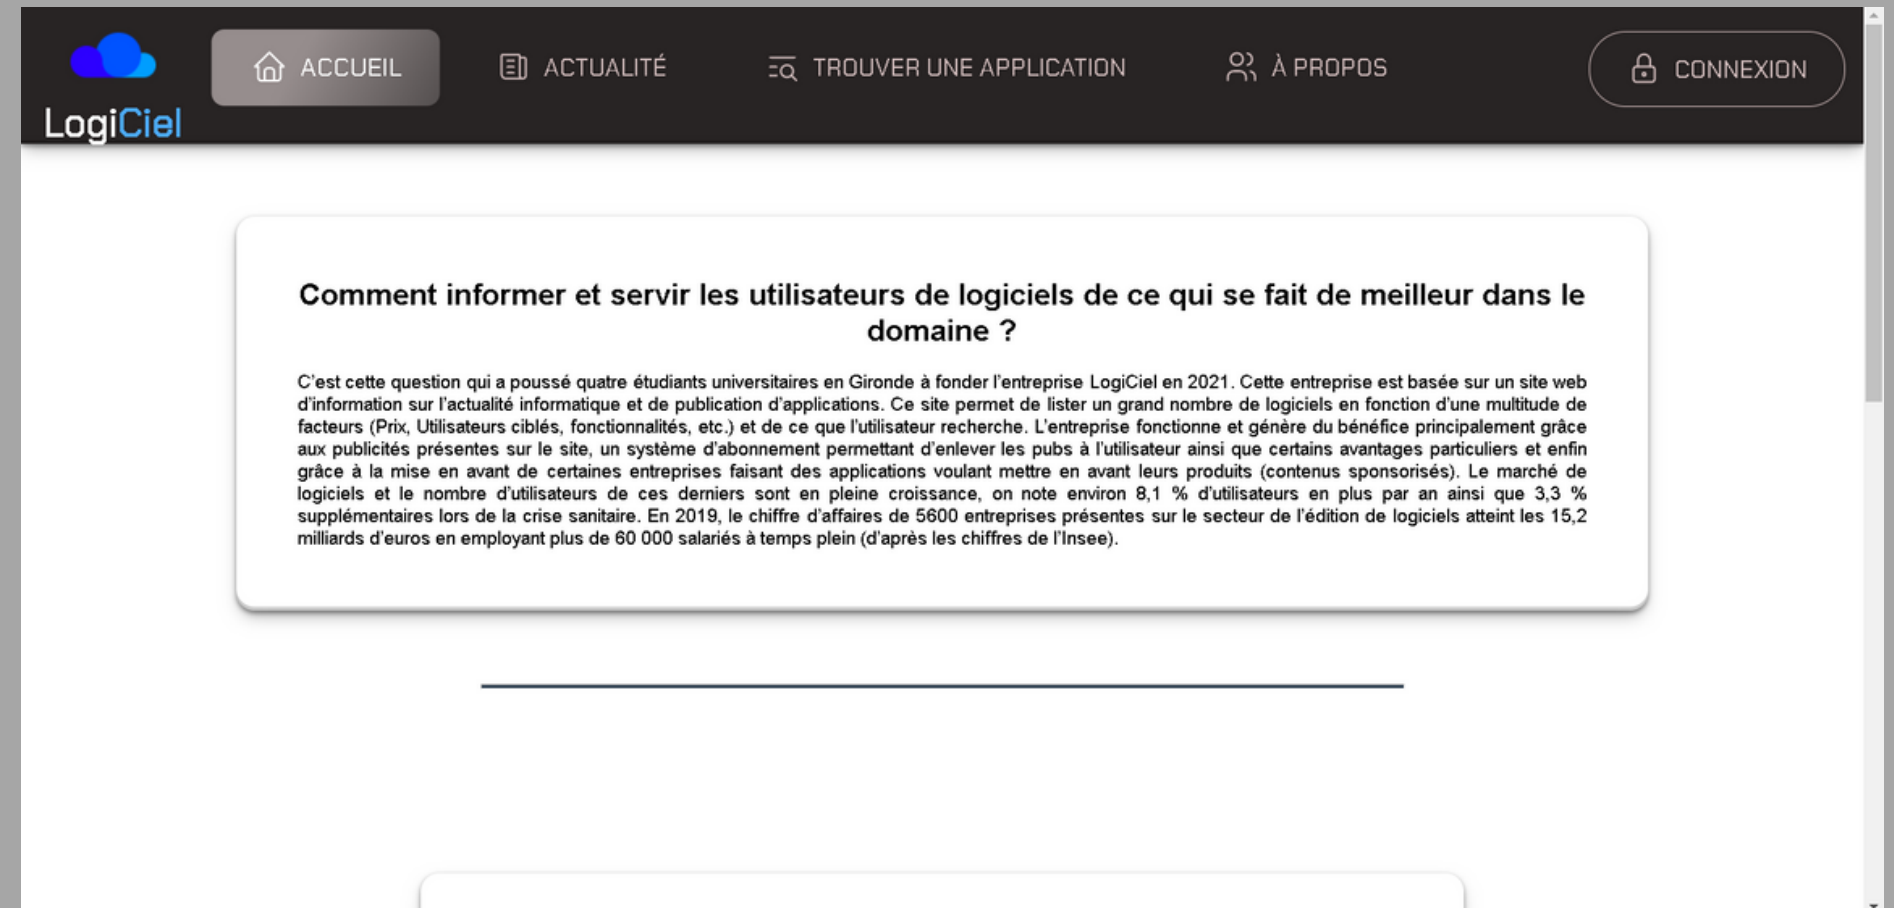 ACCUEIL
ACTUALITÉ
TROUVER UNE APPLICATION
À PROPOS
CONNEXION
LogiCiel
Comment informer et servir les utilisateurs de logiciels de ce qui se fait de meilleur dans le
domaine ?
C'est cette question qui a poussé quatre étudiants universitaires en Gironde à fonder l'entreprise LogiCiel en 2021. Cette entreprise est basée sur un site web
d'information sur l'actualité informatique et de publication d'applications. Ce site permet de lister un grand nombre de logiciels en fonction d'une multitude de
facteurs (Prix, Utilisateurs ciblés, fonctionnalités, etc.) et de ce que l'utilisateur recherche. L'entreprise fonctionne et génère du bénéfice principalement grâce
aux publicités présentes sur le site, un système d'abonnement permettant d'enlever les pubs à l'utilisateur ainsi que certains avantages particuliers et enfin
grâce à la mise en avant de certaines entreprises faisant des applications voulant mettre en avant leurs produits (contenus sponsorisés). Le marché de
logiciels et le nombre d'utilisateurs de ces derniers sont en pleine croissance, on note environ 8,1 % d'utilisateurs en plus par an ainsi que 3,3 %
supplémentaires lors de la crise sanitaire. En 2019, le chiffre d'affaires de 5600 entreprises présentes sur le secteur de l'édition de logiciels atteint les 15,2
milliards d'euros en employant plus de 60 000 salariés à temps plein (d'après les chiffres de l'Insee).